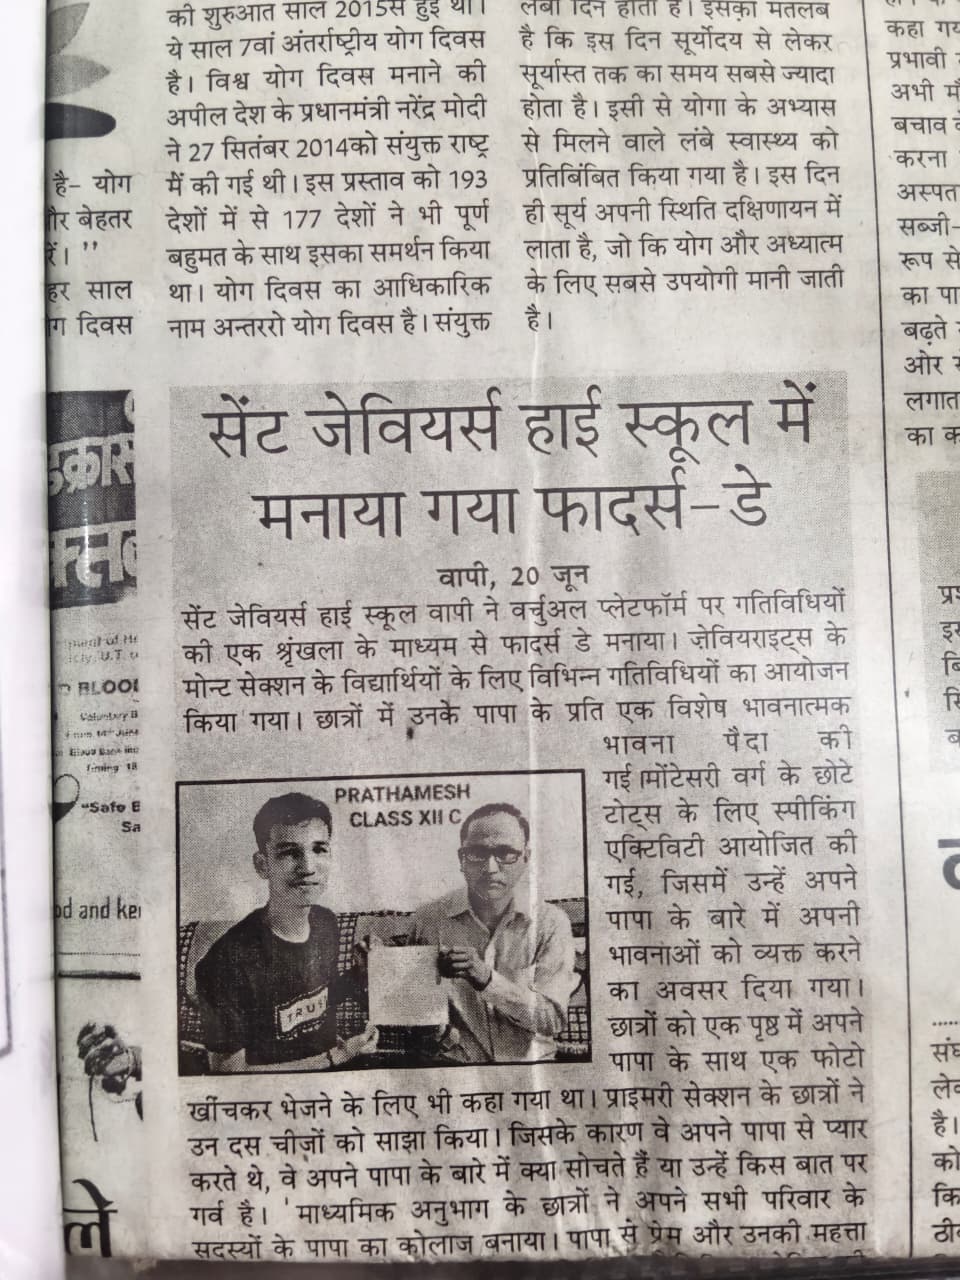 की शुरुआत साल 2015से हुई थी।
ये साल 7वां अंतर्राष्ट्रीय योग दिवस
है। विश्व योग दिवस मनाने की
अपील देश के प्रधानमंत्री नरेंद्र मोदी
ने 27 सितंबर 2014को संयुक्त राष्ट्र
में की गई थी। इस प्रस्ताव को 193
देशों में से 177 देशों ने भी पूर्ण
बहुमत के साथ इसका समर्थन किया
था। योग दिवस का आधिकारिक
नाम अन्तररो योग दिवस है। संयुक्त
लंबा दिन होता है। इसका मतलब
है कि इस दिन सूर्योदय से लेकर
सूर्यास्त तक का समय सबसे ज्यादा
होता है। इसी से योगा के अभ्यास
से मिलने वाले लंबे स्वास्थ्य को
प्रतिबिंबित किया गया है। इस दिन
ही सूर्य अपनी स्थिति दक्षिणायन में
लाता है, जो कि योग और अध्यात्म
के लिए सबसे उपयोगी मानी जाती
है।
है- योग
बेहतर
हर साल
दिवस
कहा गय
प्रभावी
अभी
बचाव
करना
अस्पत
सब्जी-
रूप से
का पा
बढ़ते
ओर
लगात
का क
सेंट जेवियर्स हाई स्कूल में
मनाया गया फादर्स-डे
वापी, 20 जून
सेंट जेवियर्स हाई स्कूल वापी ने वर्चुअल प्लेटफॉर्म पर गतिविधियों
की एक श्रृंखला के माध्यम से फादर्स डे मनाया। ज़ेवियराइट्स के
मोन्ट सेक्शन के विद्यार्थियों के लिए विभिन्न गतिविधियों का आयोजन
किया गया। छात्रों में उनके पापा के प्रति एक विशेष भावनात्मक
भावना पैदा की
गई।मोंटेसरी वर्ग के छोटे
टोट्स के लिए स्पीकिंग
एक्टिविटी आयोजित की
गई, जिसमें उन्हें अपने
पापा के बारे में अपनी
भावनाओं को व्यक्त करने
का अवसर दिया गया।
छात्रों को एक पृष्ठ में अपने
पापा के साथ एक फोटो
खींचकर भेजने के लिए भी कहा गया था। प्राइमरी सेक्शन के छात्रों ने
उन दस चीज़ों को साझा किया। जिसके कारण वे अपने पापा से प्यार
करते थे, वे अपने पापा के बारे में क्या सोचते हैं या उन्हें किस बात पर
गर्व है। 'माध्यमिक अनुभाग के छात्रों ने अपने सभी परिवार के
सदस्यों के पापा का कोलाज बनाया। पापा से प्रेम और उनकी महत्ता
PRATHAMESH
CLASS XII C
TRUS
BLOOD
Voluntary B
Timing 18
"Safe B
Sa
od and ker